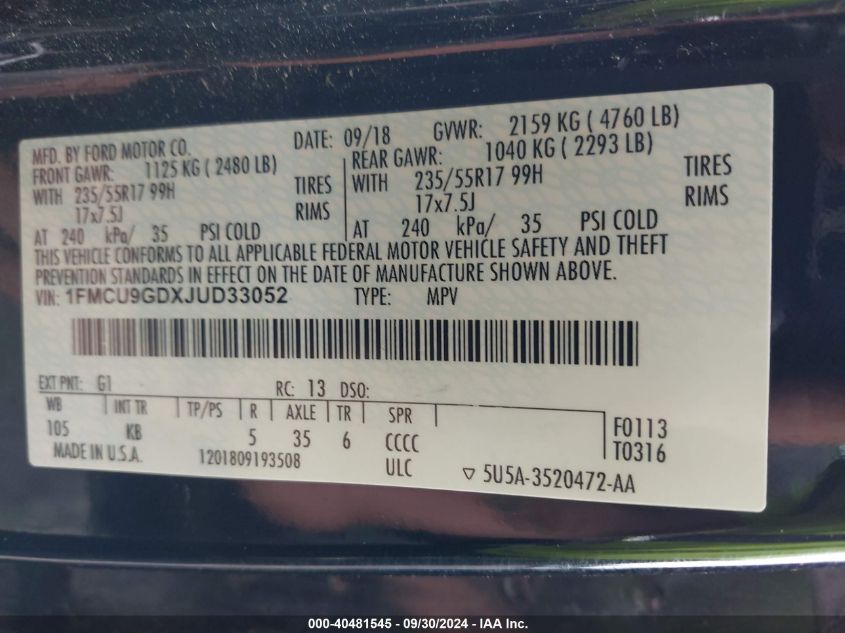 MFD. BY FORD MOTOR CO. DATE: 09/18 GVWR: 2159 KG ( 4760 LB)
FRONT GAWR: 1125 KG ( 2480 LB) REAR GAWR: 1040 KG ( 2293 LB)
WITH 235/55R17 99H TIRES WITH 235/55R17 99H TIRES
17x7.5J RIMS 17x7.5J RIMS
AT 240 kPa/ 35 PSI COLD AT 240 kPa/ 35 PSI COLD
THIS VEHICLE CONFORMS TO ALL APPLICABLE FEDERAL MOTOR VEHICLE SAFETY AND THEFT
PREVENTION STANDARDS IN EFFECT ON THE DATE OF MANUFACTURE SHOWN ABOVE.
VIN: 1FMCU9GDXJUD33052 TYPE: MPV
EXT PNT: G1 RC: 13 DSO:
WB INT TR TP/PS R AXLE TR SPR F0113
105 KB 5 35 6 CCCC T0316
MADE IN U.S.A. 1201809193508 ULC ▽ 5U5A-3520472-AA
000-40481545 - 09/30/2024 - IAA Inc.